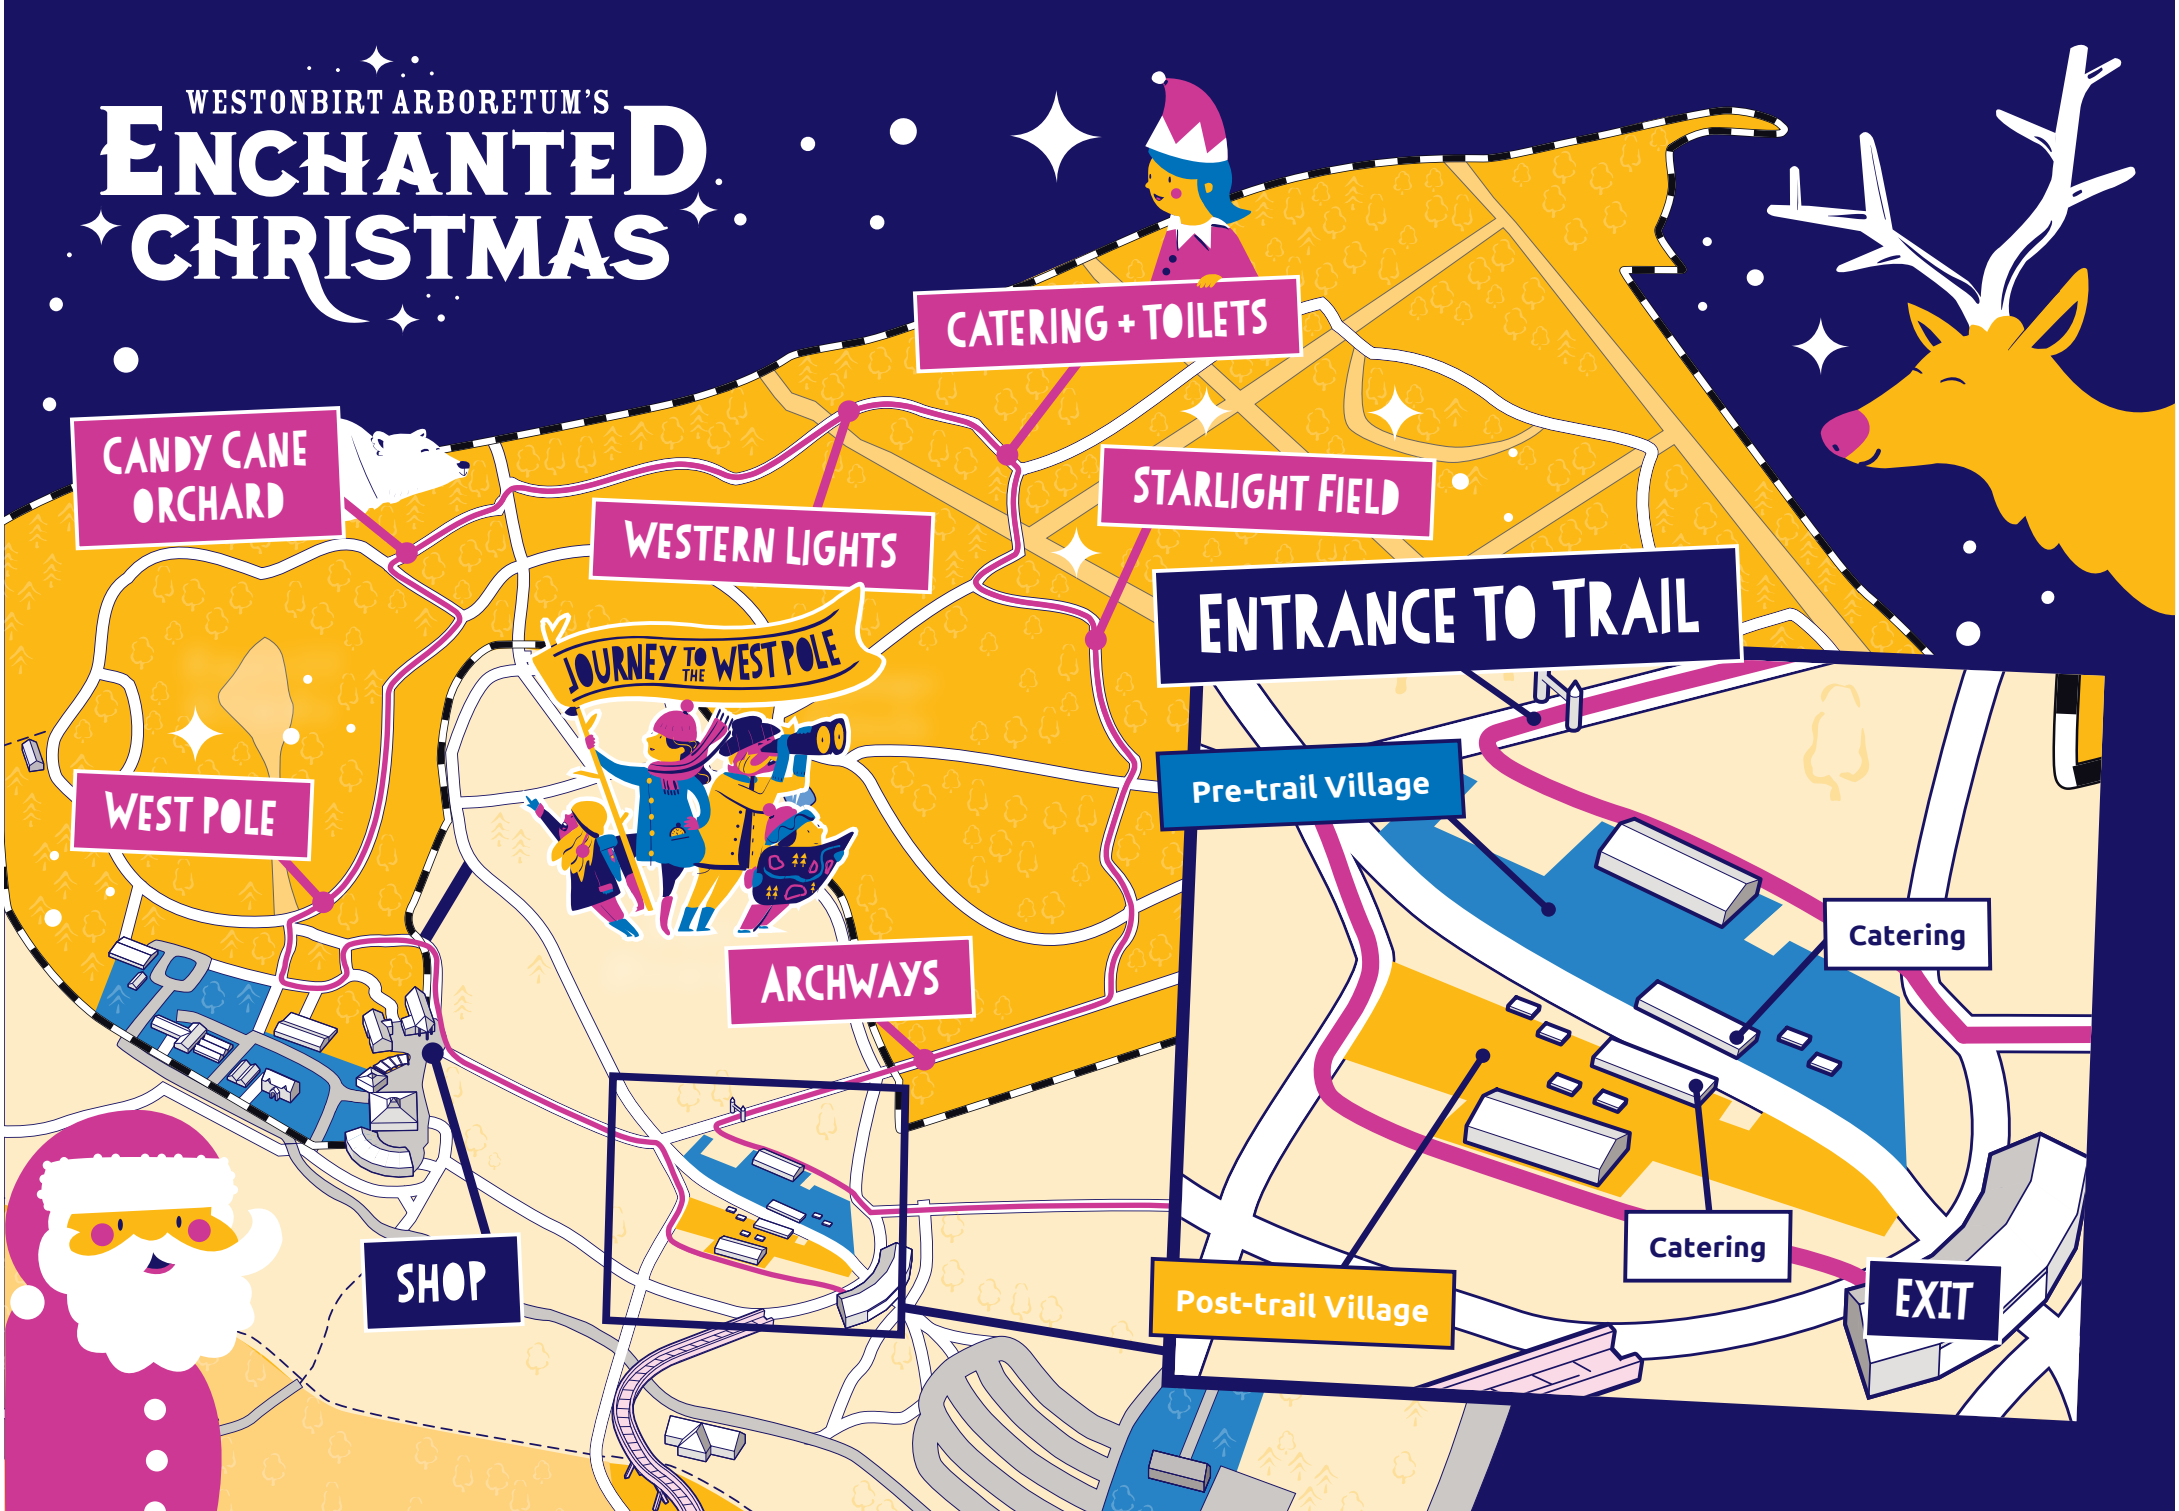 WESTONBIRT ARBORETUM'S
ENCHANTED
CHRISTMAS
CATERING + TOILETS
CANDY CANE
ORCHARD
STARLIGHT FIELD
WESTERN LIGHTS
ENTRANCE TO TRAIL
JOURNEY TO THE WEST POLE
Pre-trail Village
WEST POLE
Catering
ARCHWAYS
Catering
SHOP
Post-trail Village
EXIT